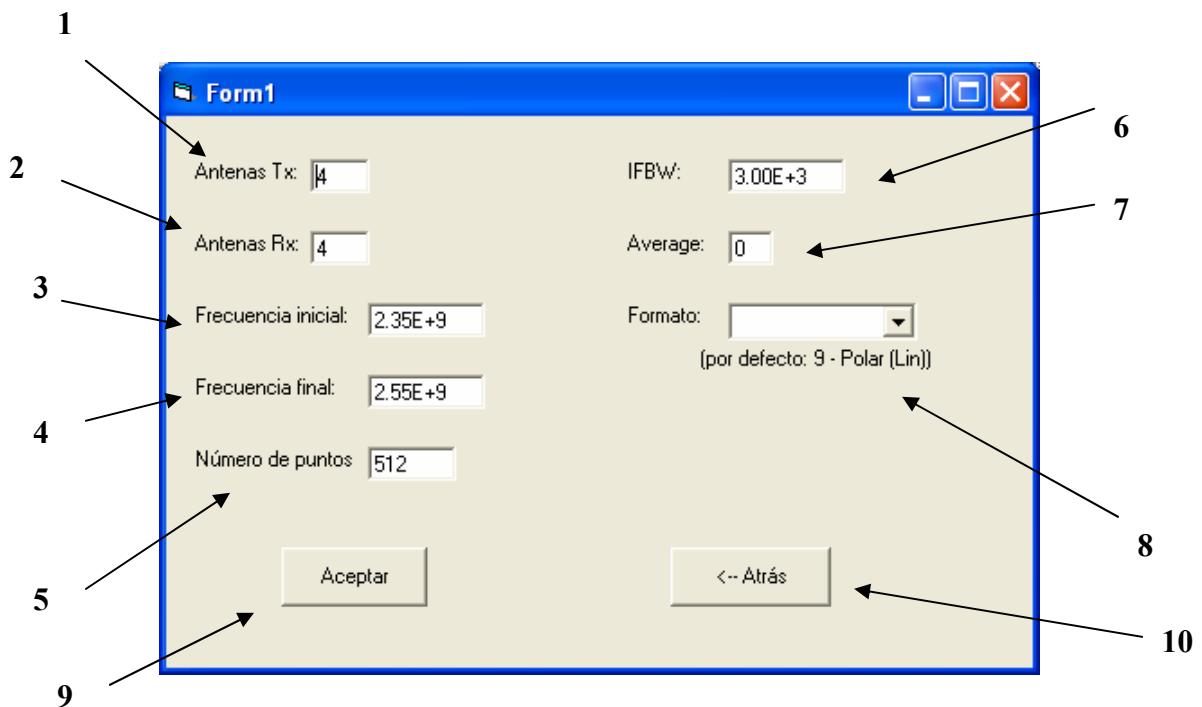 1
Form1
6
2
Antenas Tx: 4
IFBW: 3.00E+3
7
Antenas Rx: 4
Average: 0
3
Frecuencia inicial: 2.35E+9
Formato:
(por defecto: 9 - Polar (Lin))
4
Frecuencia final: 2.55E+9
Número de puntos 512
8
5
Aceptar
<-- Atrás
10
9